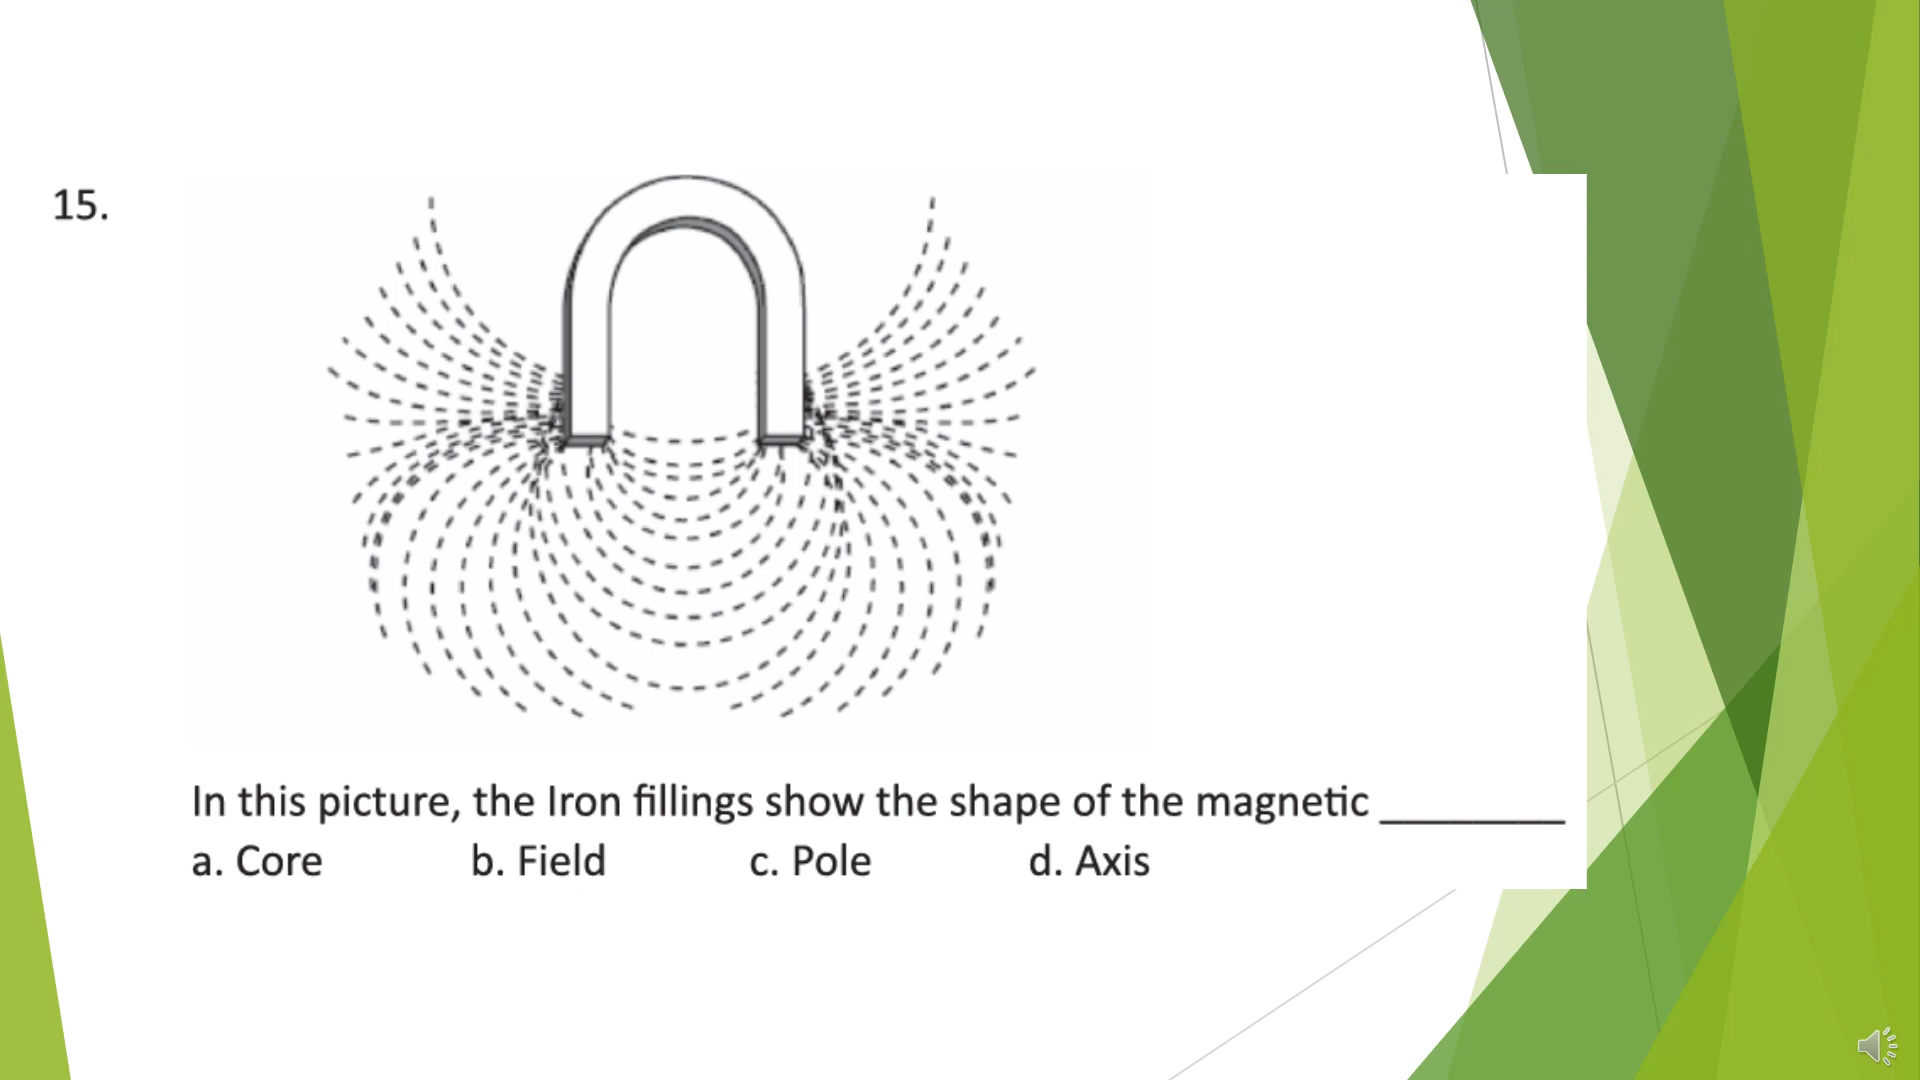 15.
In this picture, the Iron fillings show the shape of the magnetic ________
a. Core b. Field c. Pole d. Axis